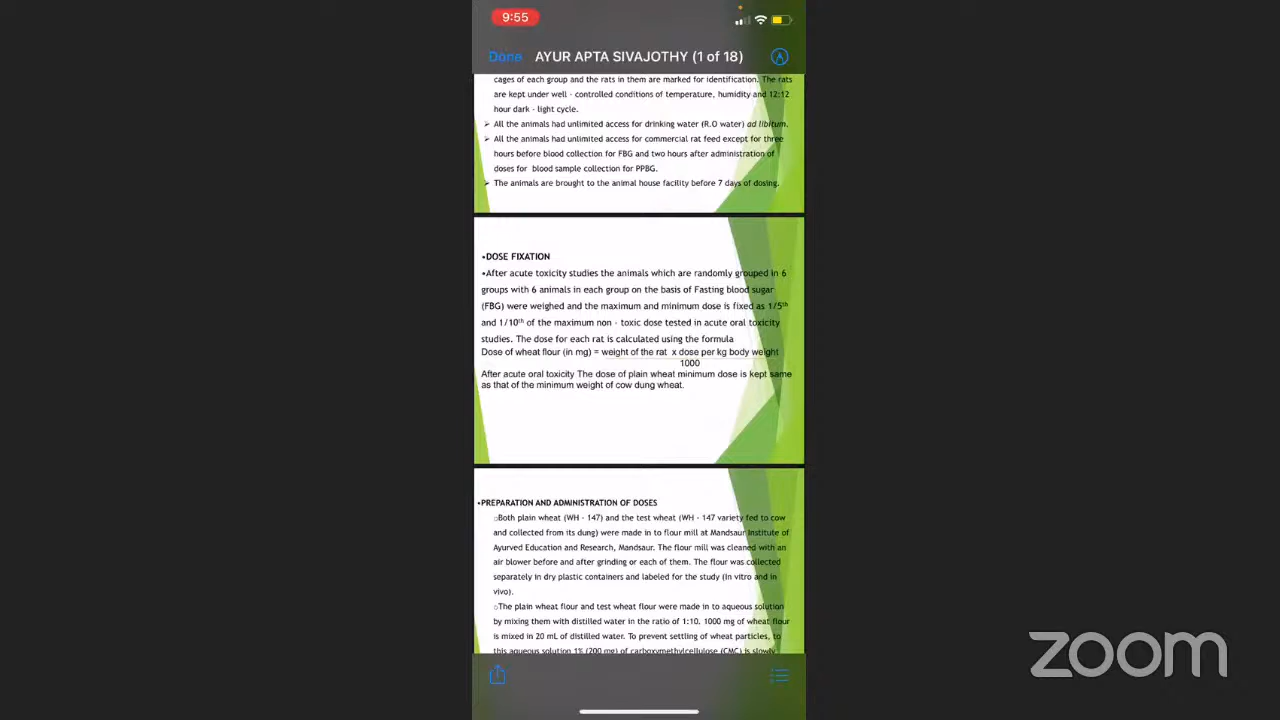 9:55
Done AYUR APTA SIVAJOTHY (1 of 18)
cages of each group and the rats in them are marked for identification. The rats
are kept under well - controlled conditions of temperature, humidity and 12:12
hour dark - light cycle.
➢ All the animals had unlimited access for drinking water (R.O water) ad libitum.
➢ All the animals had unlimited access for commercial rat feed except for three
hours before blood collection for FBG and two hours after administration of
doses for blood sample collection for PPBG.
➢ The animals are brought to the animal house facility before 7 days of dosing.
•DOSE FIXATION
•After acute toxicity studies the animals which are randomly grouped in 6
groups with 6 animals in each group on the basis of Fasting blood sugar
(FBG) were weighed and the maximum and minimum dose is fixed as 1/5th
and 1/10th of the maximum non - toxic dose tested in acute oral toxicity
studies. The dose for each rat is calculated using the formula
Dose of wheat flour (in mg) = weight of the rat x dose per kg body weight
1000
After acute oral toxicity The dose of plain wheat minimum dose is kept same
as that of the minimum weight of cow dung wheat.
•PREPARATION AND ADMINISTRATION OF DOSES
oBoth plain wheat (WH - 147) and the test wheat (WH - 147 variety fed to cow
and collected from its dung) were made in to flour mill at Mandsaur Institute of
Ayurved Education and Research, Mandsaur. The flour mill was cleaned with an
air blower before and after grinding or each of them. The flour was collected
separately in dry plastic containers and labeled for the study (in vitro and in
vivo).
oThe plain wheat flour and test wheat flour were made in to aqueous solution
by mixing them with distilled water in the ratio of 1:10. 1000 mg of wheat flour
is mixed in 20 mL of distilled water. To prevent settling of wheat particles, to
this aqueous solution 1% (200 mg) of carboxymethylcellulose (CMC) is slowly
zoom